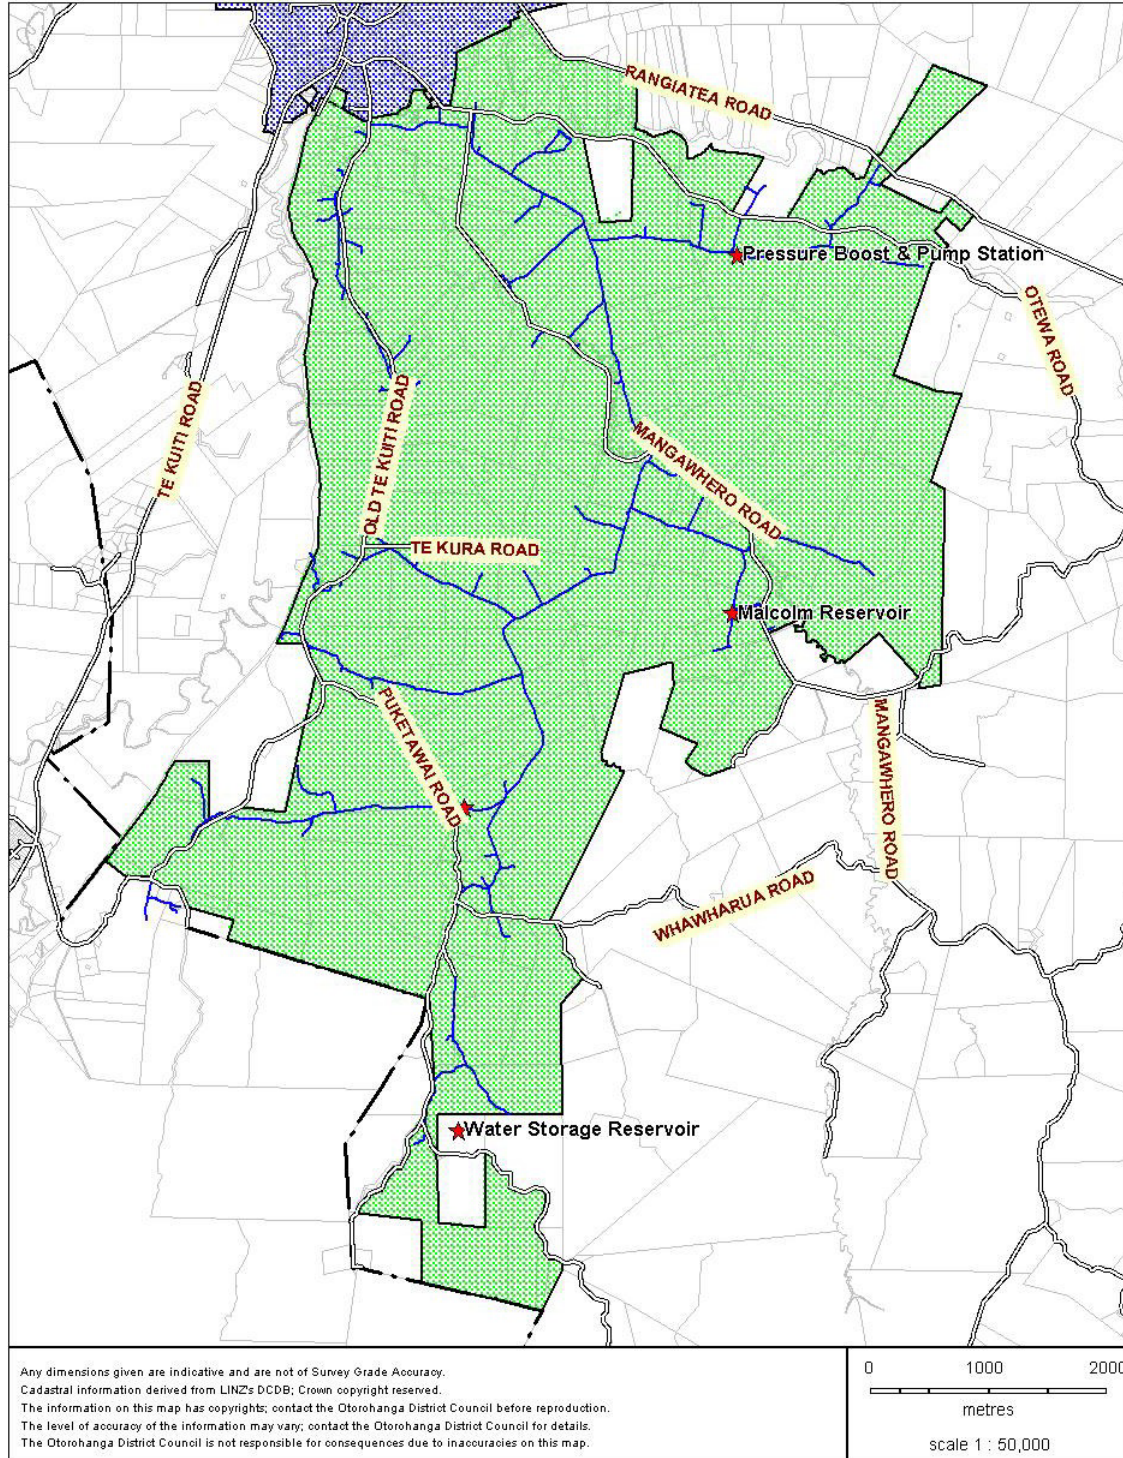 RANGIATEA ROAD
Pressure Boost & Pump Station
OTEWA ROAD
TE KUITI ROAD
OLD TE KUITI ROAD
MANGAWHERO ROAD
TE KURA ROAD
Malcolm Reservoir
PUKETAWAI ROAD
MANGAWHERO ROAD
WHAWHARUA ROAD
Water Storage Reservoir
Any dimensions given are indicative and are not of Survey Grade Accuracy.
Cadastral information derived from LINZ's DCDB; Crown copyright reserved.
The information on this map has copyrights; contact the Otorohanga District Council before reproduction.
The level of accuracy of the information may vary; contact the Otorohanga District Council for details.
The Otorohanga District Council is not responsible for consequences due to inaccuracies on this map.
0 1000 2000
metres
scale 1 : 50,000